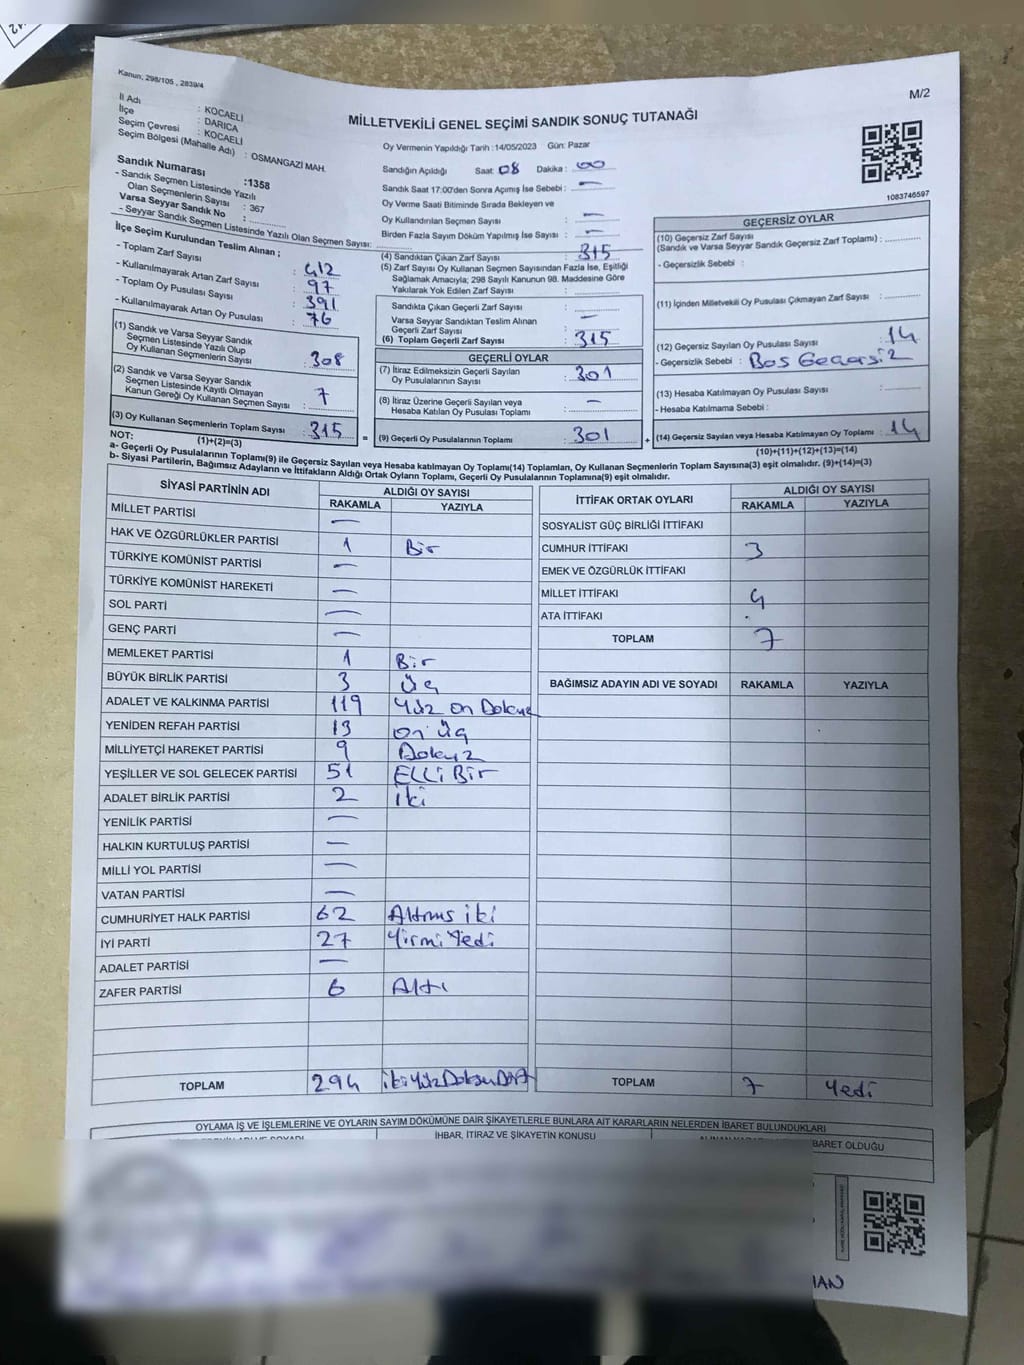 Kanun; 298/105 , 2839/4
M/2
İl Adı : KOCAELİ
İlçe : DARICA
Seçim Çevresi : KOCAELİ
Seçim Bölgesi (Mahalle Adı) : OSMANGAZİ MAH.
MİLLETVEKİLİ GENEL SEÇİMİ SANDIK SONUÇ TUTANAĞI
Oy Vermenin Yapıldığı Tarih :14/05/2023 Gün: Pazar
Sandığın Açıldığı Saat: 08 Dakika : 00
Sandık Saat 17:00'den Sonra Açımış İse Sebebi : —
Oy Verme Saati Bitiminde Sırada Bekleyen ve
Oy Kullandırılan Seçmen Sayısı : —
Birden Fazla Sayım Döküm Yapılmış İse Sayısı : —
1083746597
Sandık Numarası :1358
- Sandık Seçmen Listesinde Yazılı
Olan Seçmenlerin Sayısı : 367
Varsa Seyyar Sandık No :
- Seyyar Sandık Seçmen Listesinde Yazılı Olan Seçmen Sayısı:
İlçe Seçim Kurulundan Teslim Alınan ;
- Toplam Zarf Sayısı : 412
- Kullanılmayarak Artan Zarf Sayısı : 97
- Toplam Oy Pusulası Sayısı : 391
- Kullanılmayarak Artan Oy Pusulası : 76
(1) Sandık ve Varsa Seyyar Sandık
Seçmen Listesinde Yazılı Olup
Oy Kullanan Seçmenlerin Sayısı : 308
(2) Sandık ve Varsa Seyyar Sandık
Seçmen Listesinde Kayıtlı Olmayan
Kanun Gereği Oy Kullanan Seçmen Sayısı : 7
(3) Oy Kullanan Seçmenlerin Toplam Sayısı : 315
(1)+(2)=(3)
(4) Sandıktan Çıkan Zarf Sayısı : 315
(5) Zarf Sayısı Oy Kullanan Seçmen Sayısından Fazla İse, Eşitliği
Sağlamak Amacıyla; 298 Sayılı Kanunun 98. Maddesine Göre
Yakılarak Yok Edilen Zarf Sayısı :
Sandıkta Çıkan Geçerli Zarf Sayısı :
Varsa Seyyar Sandıktan Teslim Alınan
Geçerli Zarf Sayısı : —
(6) Toplam Geçerli Zarf Sayısı : 315
GEÇERLİ OYLAR
(7) İtiraz Edilmeksizin Geçerli Sayılan
Oy Pusulalarının Sayısı : 301
(8) İtiraz Üzerine Geçerli Sayılan veya
Hesaba Katılan Oy Pusulası Toplamı : —
= (9) Geçerli Oy Pusulalarının Toplamı : 301
GEÇERSİZ OYLAR
(10) Geçersiz Zarf Sayısı
(Sandık ve Varsa Seyyar Sandık Geçersiz Zarf Toplamı) :
- Geçersizlik Sebebi :
(11) İçinden Milletvekili Oy Pusulası Çıkmayan Zarf Sayısı :
(12) Geçersiz Sayılan Oy Pusulası Sayısı : 14
- Geçersizlik Sebebi : Bos Geçersiz
(13) Hesaba Katılmayan Oy Pusulası Sayısı :
- Hesaba Katılmama Sebebi :
+ (14) Geçersiz Sayılan veya Hesaba Katılmayan Oy Toplamı : 14
(10)+(11)+(12)+(13)=(14)
NOT:
a- Geçerli Oy Pusulalarının Toplamı(9) ile Geçersiz Sayılan veya Hesaba katılmayan Oy Toplam(14) Toplamları, Oy Kullanan Seçmenlerin Toplam Sayısına(3) eşit olmalıdır. (9)+(14)=(3)
b- Siyasi Partilerin, Bağımsız Adayların ve İttifakların Aldığı Ortak Oyların Toplamı, Geçerli Oy Pusulalarının Toplamına(9) eşit olmalıdır.
SİYASİ PARTİNİN ADI ALDIĞI OY SAYISI
RAKAMLA YAZIYLA
MİLLET PARTİSİ —
HAK VE ÖZGÜRLÜKLER PARTİSİ 1 Bir
TÜRKİYE KOMÜNİST PARTİSİ —
TÜRKİYE KOMÜNİST HAREKETİ —
SOL PARTİ —
GENÇ PARTİ —
MEMLEKET PARTİSİ 1 Bir
BÜYÜK BİRLİK PARTİSİ 3 Üç
ADALET VE KALKINMA PARTİSİ 119 Yüz on Dokuz
YENİDEN REFAH PARTİSİ 13 on üç
MİLLİYETÇİ HAREKET PARTİSİ 9 Dokuz
YEŞİLLER VE SOL GELECEK PARTİSİ 51 ELLi Bir
ADALET BİRLİK PARTİSİ 2 iki
YENİLİK PARTİSİ —
HALKIN KURTULUŞ PARTİSİ —
MİLLİ YOL PARTİSİ —
VATAN PARTİSİ —
CUMHURİYET HALK PARTİSİ 62 Altmış iki
İYİ PARTİ 27 Yirmi Yedi
ADALET PARTİSİ —
ZAFER PARTİSİ 6 Altı
TOPLAM 294 iki Yüz Doksan Dört
İTTİFAK ORTAK OYLARI ALDIĞI OY SAYISI
RAKAMLA YAZIYLA
SOSYALİST GÜÇ BİRLİĞİ İTTİFAKI
CUMHUR İTTİFAKI 3
EMEK VE ÖZGÜRLÜK İTTİFAKI
MİLLET İTTİFAKI 4
ATA İTTİFAKI
TOPLAM 7
BAĞIMSIZ ADAYIN ADI VE SOYADI RAKAMLA YAZIYLA
TOPLAM 7 Yedi
OYLAMA İŞ VE İŞLEMLERİNE VE OYLARIN SAYIM DÖKÜMÜNE DAİR ŞİKAYETLERLE BUNLARA AİT KARARLARIN NELERDEN İBARET BULUNDUKLARI
İHBAR, İTİRAZ VE ŞİKAYETİN KONUSU
BARET OLDUĞU